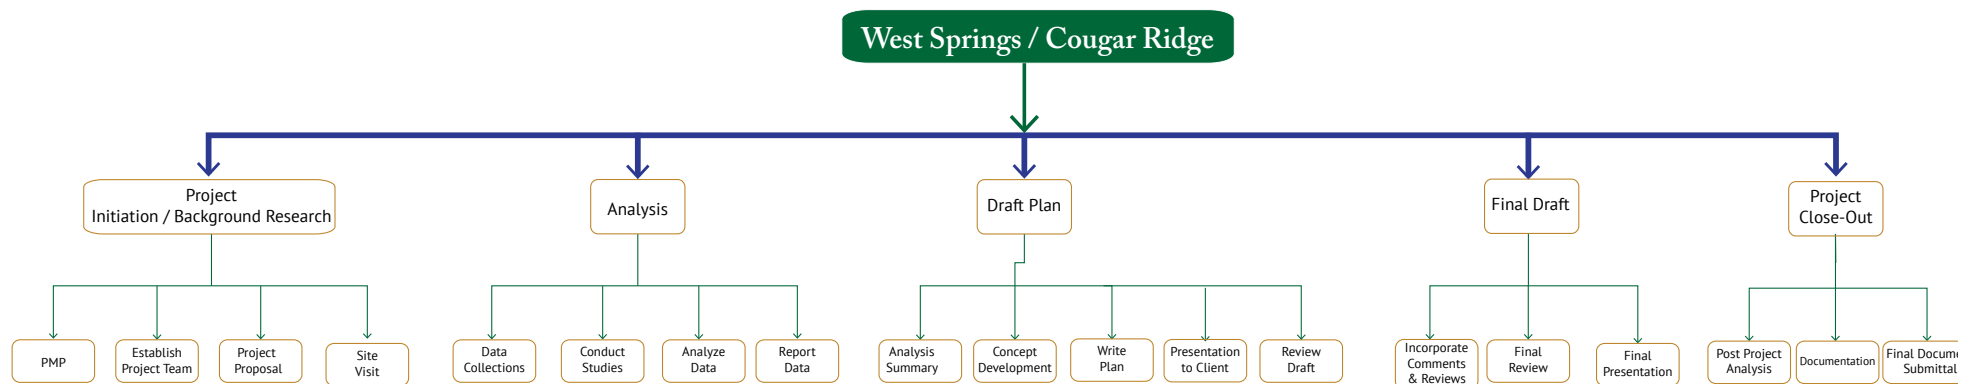 West Springs / Cougar Ridge
Project
Initiation / Background Research
Analysis
Draft Plan
Final Draft
Project
Close-Out
PMP
Establish
Project Team
Project
Proposal
Site
Visit
Data
Collections
Conduct
Studies
Analyze
Data
Report
Data
Analysis
Summary
Concept
Development
Write
Plan
Presentation
to Client
Review
Draft
Incorporate
Comments
& Reviews
Final
Review
Final
Presentation
Post Project
Analysis
Documentation
Final
Submittal